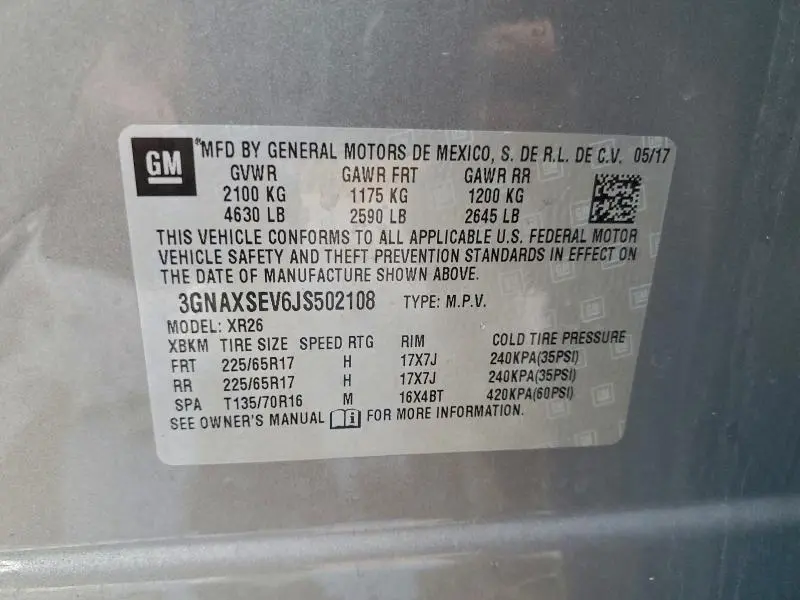 GM
*MFD BY GENERAL MOTORS DE MEXICO, S. DE R.L. DE C.V. 05/17
GVWR GAWR FRT GAWR RR
2100 KG 1175 KG 1200 KG
4630 LB 2590 LB 2645 LB
THIS VEHICLE CONFORMS TO ALL APPLICABLE U.S. FEDERAL MOTOR
VEHICLE SAFETY AND THEFT PREVENTION STANDARDS IN EFFECT ON
THE DATE OF MANUFACTURE SHOWN ABOVE.
3GNAXSEV6JS502108 TYPE: M.P.V.
MODEL: XR26
XBKM TIRE SIZE SPEED RTG RIM COLD TIRE PRESSURE
FRT 225/65R17 H 17X7J 240KPA(35PSI)
RR 225/65R17 H 17X7J 240KPA(35PSI)
SPA T135/70R16 M 16X4BT 420KPA(60PSI)
SEE OWNER'S MANUAL i FOR MORE INFORMATION.